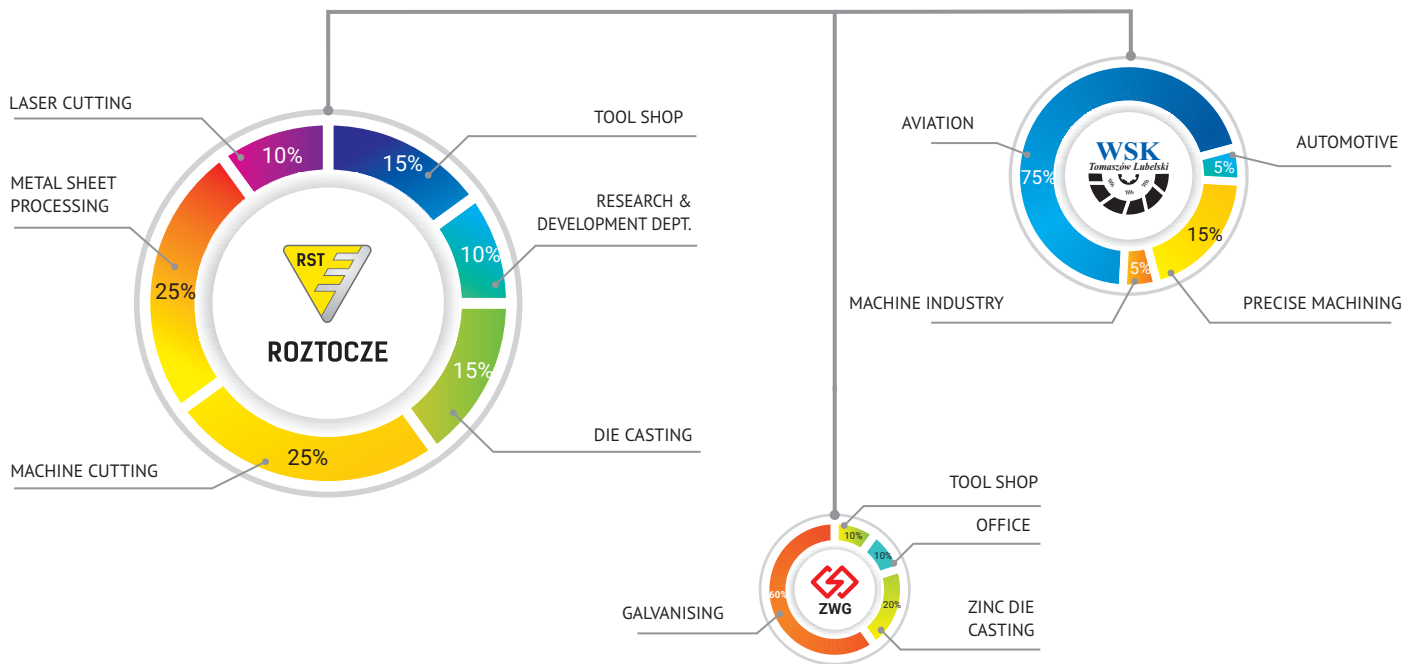 LASER CUTTING
10%
15%
TOOL SHOP
METAL SHEET
PROCESSING
25%
RESEARCH &
DEVELOPMENT DEPT.
10%
RST
ROZTOCZE
15%
DIE CASTING
MACHINE CUTTING
25%
AVIATION
75%
WSK
Tomaszów Lubelski
AUTOMOTIVE
5%
15%
5%
MACHINE INDUSTRY
PRECISE MACHINING
TOOL SHOP
10%
OFFICE
10%
60%
ZWG
20%
GALVANISING
ZINC DIE
CASTING